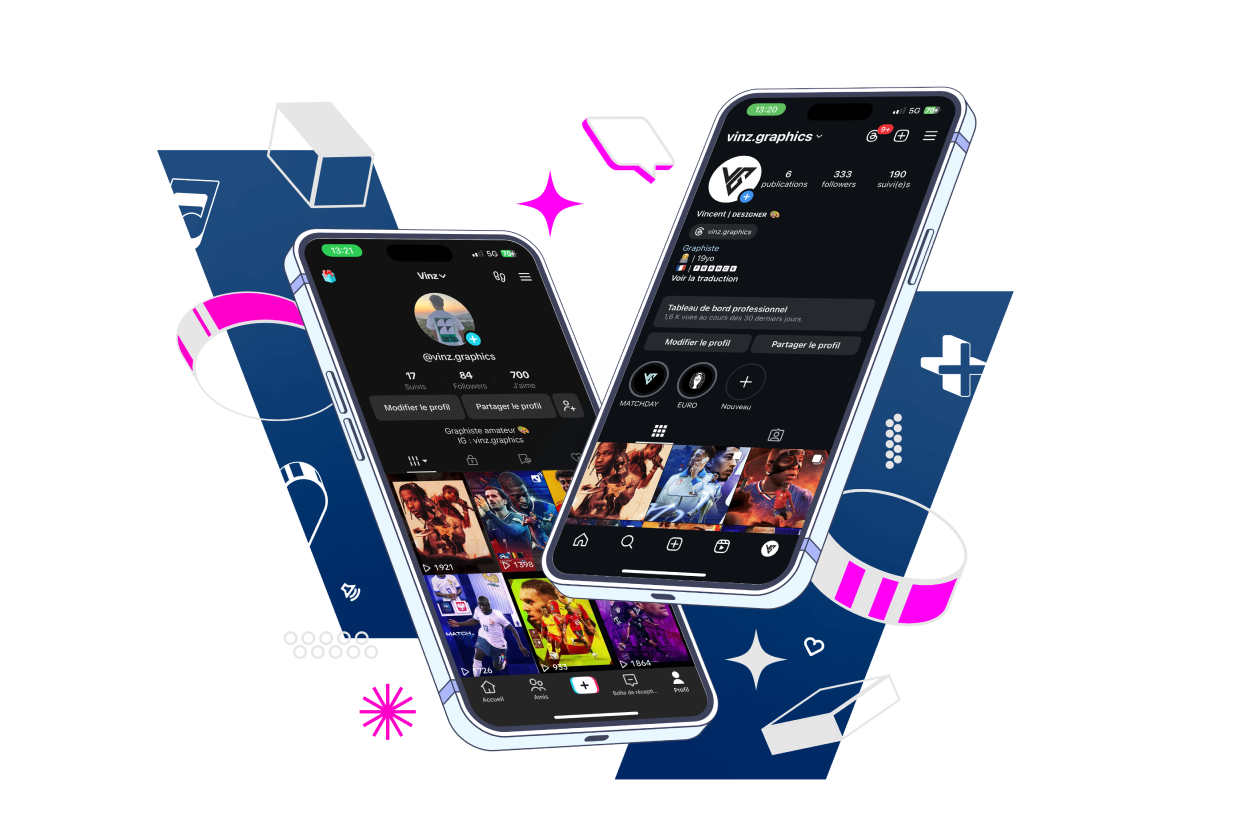 13:21
5G
70+
Vinz
@vinz.graphics
17
84
700
Suivis
Followers
J'aime
Modifier le profil
Partager le profil
Graphiste amateur
IG : vinz.graphics
1921
1398
MATCH
933
1864
Accueil
Amis
Boîte de récepti...
Profil
13:20
5G
70+
vinz.graphics
9+
6
333
190
publications
followers
suivi(e)s
Vincent | DESIGNER
vinz.graphics
Graphiste
| 19yo
| FRANCE
Voir la traduction
Tableau de bord professionnel
1,6 K vues au cours des 30 derniers jours.
Modifier le profil
Partager le profil
MATCHDAY
EURO
Nouveau